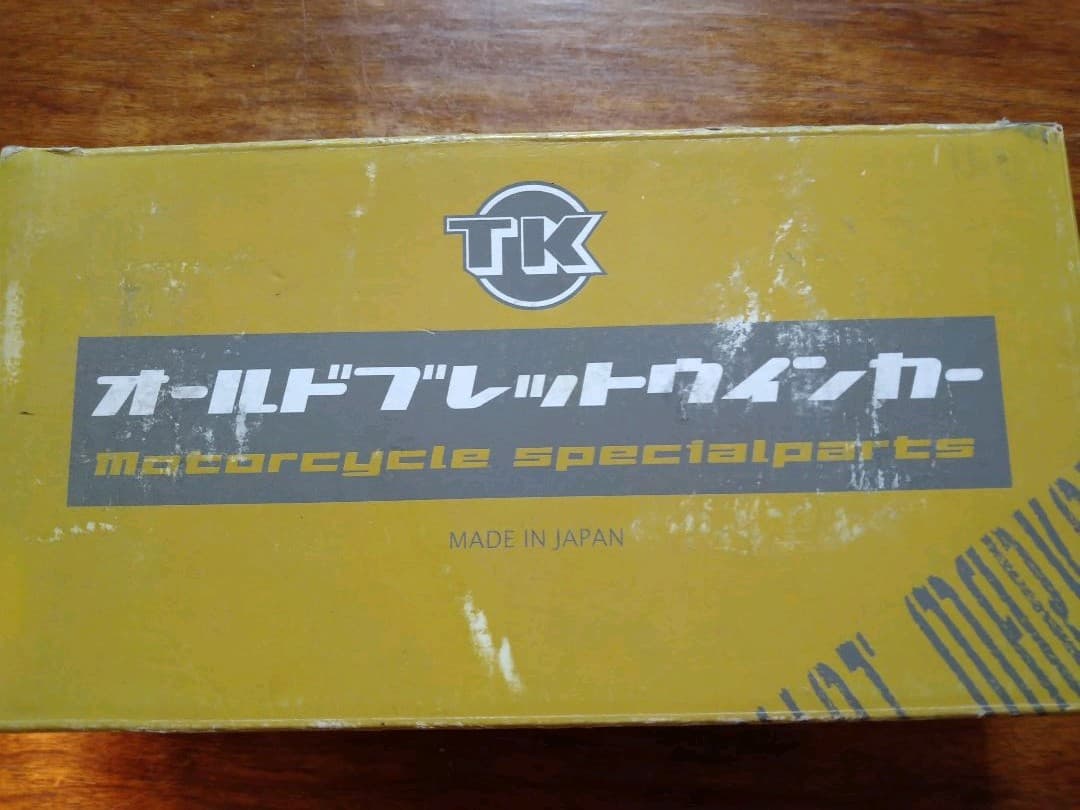 TK
オールドブレットウインカー
motorcycle specialparts
MADE IN JAPAN